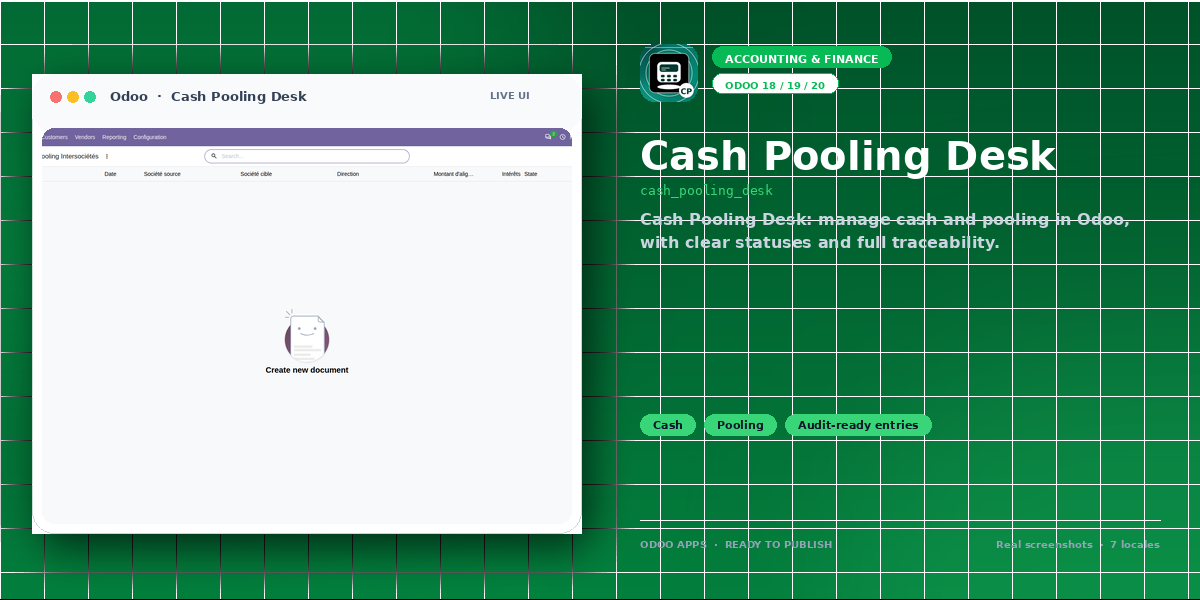 Odoo · Cash Pooling Desk
LIVE UI
ustomers Vendors Reporting Configuration
ooling Intersociétés
Search...
Date Société source Société cible Direction Montant d'alig... Intérêts State
Create new document
CP
ACCOUNTING & FINANCE
ODOO 18 / 19 / 20
Cash Pooling Desk
cash_pooling_desk
Cash Pooling Desk: manage cash and pooling in Odoo,
with clear statuses and full traceability.
Cash Pooling Audit-ready entries
ODOO APPS · READY TO PUBLISH
Real screenshots · 7 locales